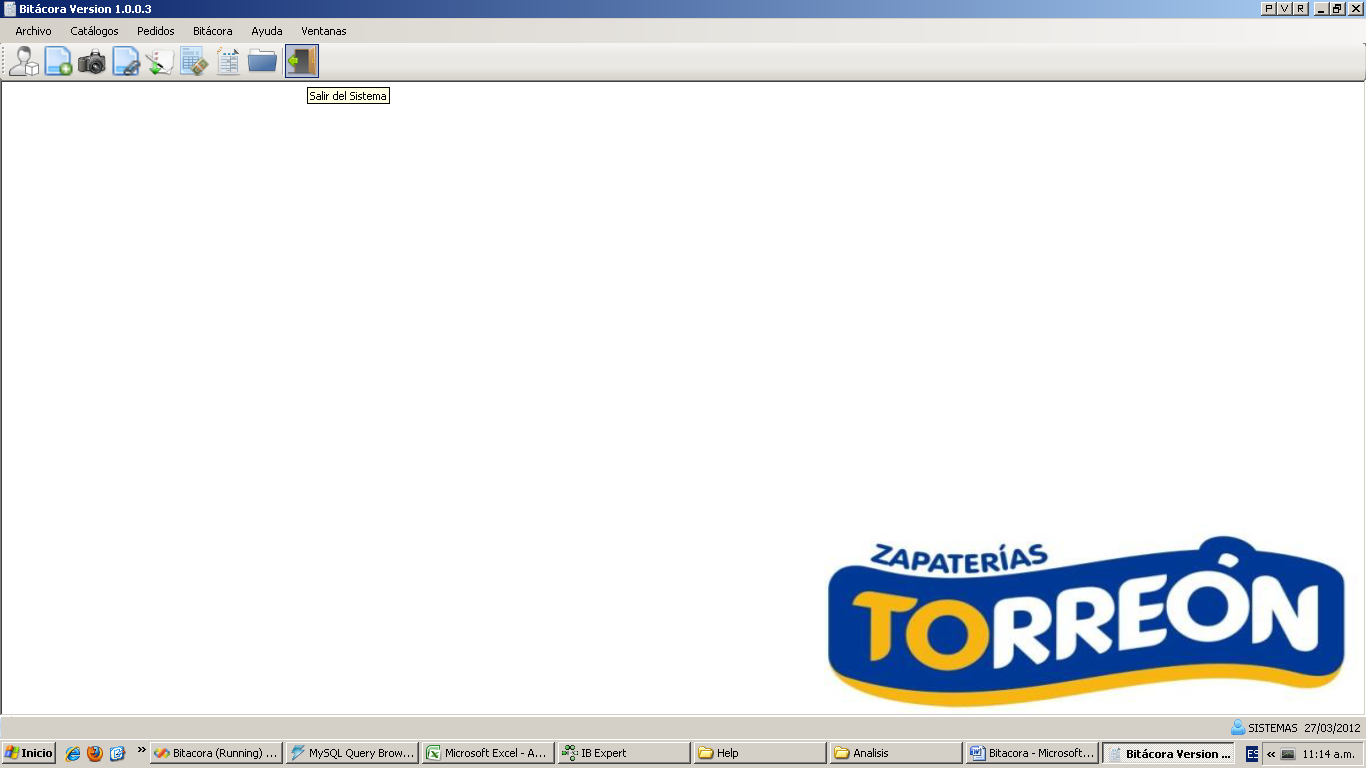 Bitácora Version 1.0.0.3
P V R
Archivo Catálogos Pedidos Bitácora Ayuda Ventanas
Salir del Sistema
ZAPATERÍAS
TORREÓN
SISTEMAS 27/03/2012
Inicio » Bitacora (Running) ... MySQL Query Brow... Microsoft Excel - A... IB Expert Help Analisis Bitacora - Microsoft... Bitácora Version ... ES « 11:14 a.m.